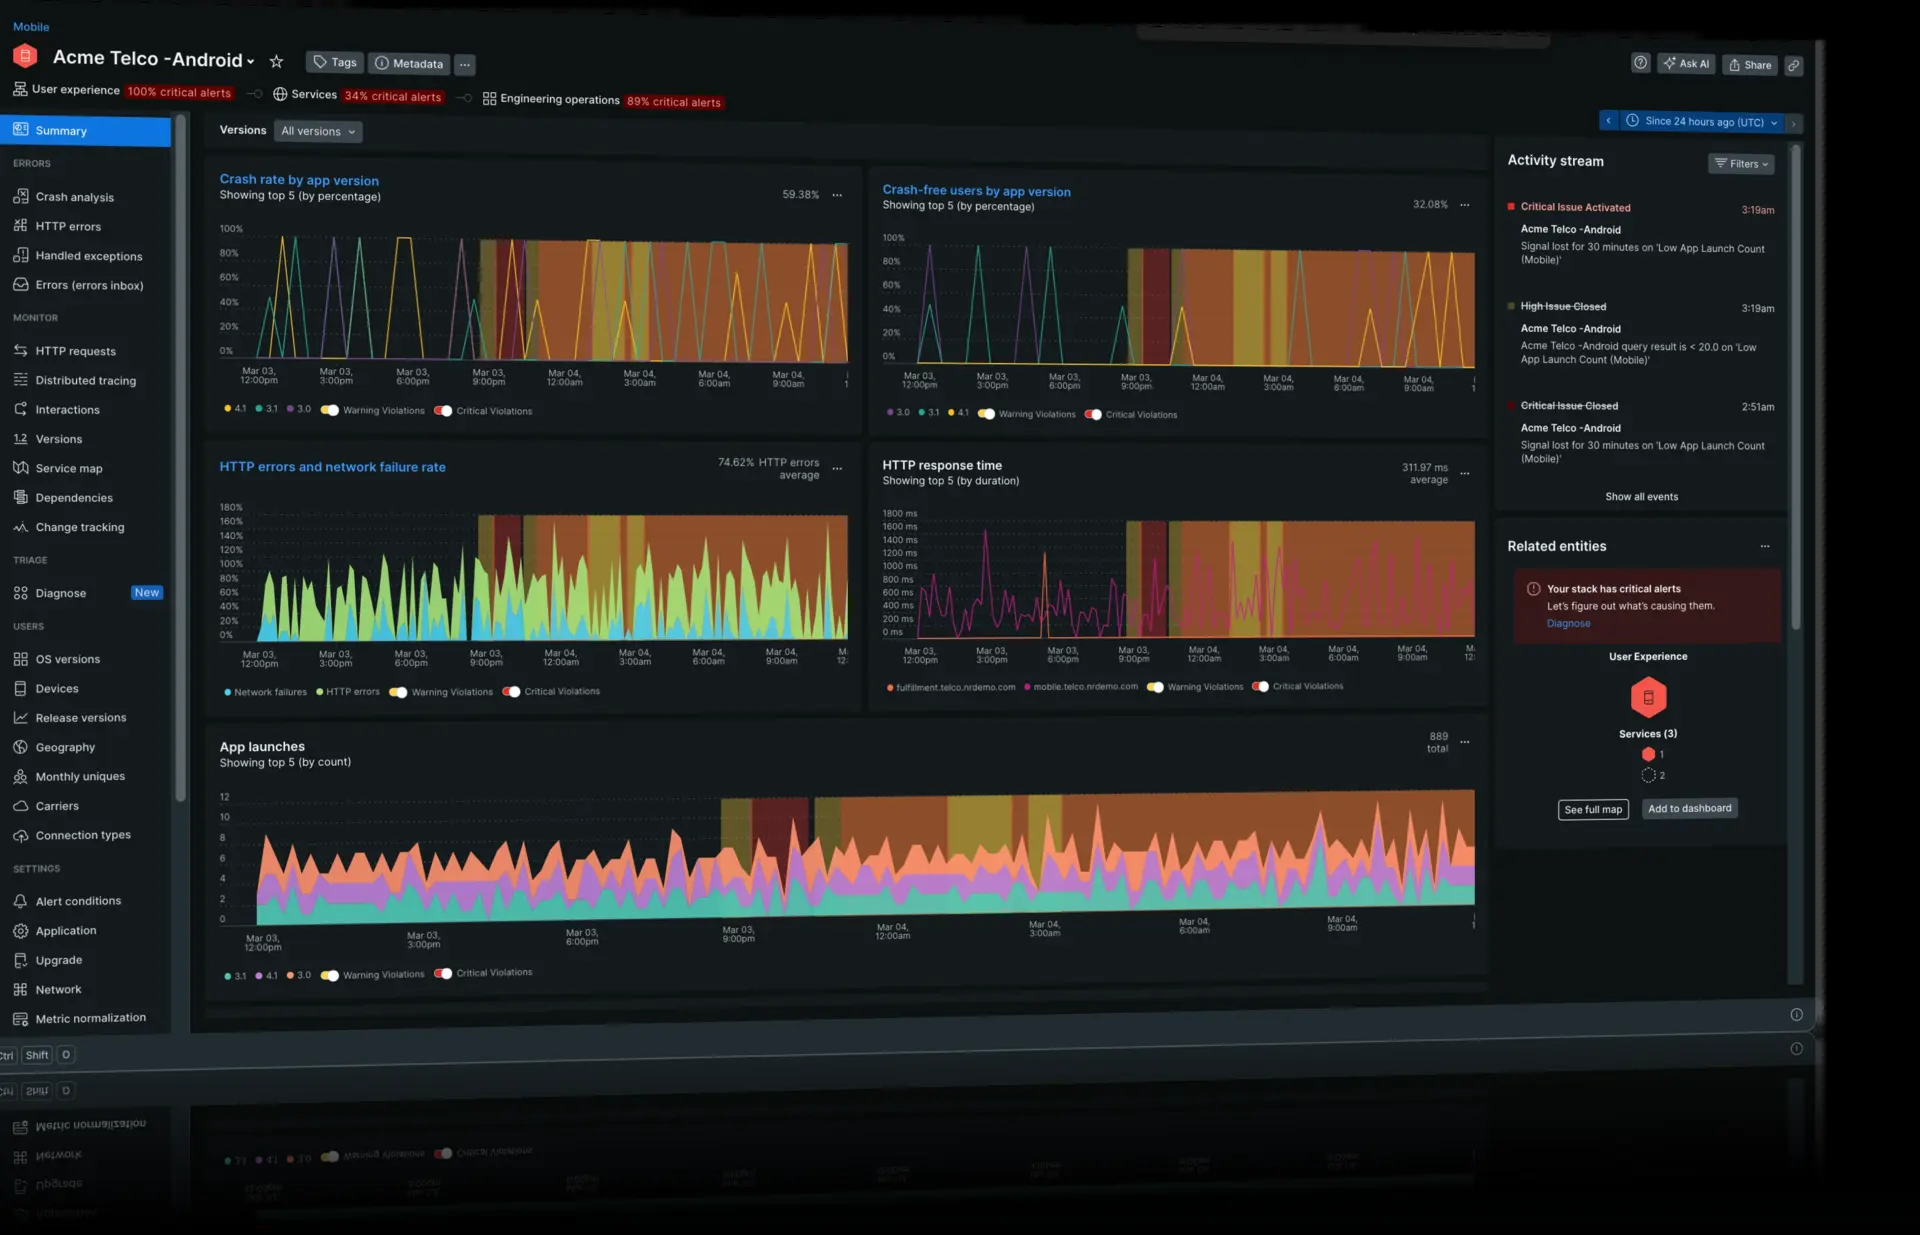 Mobile
Acme Telco -Android
Tags
Metadata
...
Ask AI
Share
User experience 100% critical alerts
Services 34% critical alerts
Engineering operations 89% critical alerts
Since 24 hours ago (UTC)
Summary
ERRORS
Crash analysis
HTTP errors
Handled exceptions
Errors (errors inbox)
MONITOR
HTTP requests
Distributed tracing
Interactions
Versions
Service map
Dependencies
Change tracking
TRIAGE
Diagnose New
USERS
OS versions
Devices
Release versions
Geography
Monthly uniques
Carriers
Connection types
SETTINGS
Alert conditions
Application
Upgrade
Network
Metric normalization
Ctrl Shift O
Versions All versions
Crash rate by app version
Showing top 5 (by percentage)
59.38% ...
100%
80%
60%
40%
20%
0%
Mar 03, 12:00pm
Mar 03, 3:00pm
Mar 03, 6:00pm
Mar 03, 9:00pm
Mar 04, 12:00am
Mar 04, 3:00am
Mar 04, 6:00am
Mar 04, 9:00am
4.1 3.1 3.0 Warning Violations Critical Violations
Crash-free users by app version
Showing top 5 (by percentage)
32.08% ...
100%
80%
60%
40%
20%
0%
Mar 03, 12:00pm
Mar 03, 3:00pm
Mar 03, 6:00pm
Mar 03, 9:00pm
Mar 04, 12:00am
Mar 04, 3:00am
Mar 04, 6:00am
Mar 04, 9:00am
3.0 3.1 4.1 Warning Violations Critical Violations
HTTP errors and network failure rate
74.62% HTTP errors
average
...
180%
160%
140%
120%
100%
80%
60%
40%
20%
0%
Mar 03, 12:00pm
Mar 03, 3:00pm
Mar 03, 6:00pm
Mar 03, 9:00pm
Mar 04, 12:00am
Mar 04, 3:00am
Mar 04, 6:00am
Mar 04, 9:00am
Network failures HTTP errors Warning Violations Critical Violations
HTTP response time
Showing top 5 (by duration)
311.97 ms
average
...
1800 ms
1600 ms
1400 ms
1200 ms
1000 ms
800 ms
600 ms
400 ms
200 ms
0 ms
Mar 03, 12:00pm
Mar 03, 3:00pm
Mar 03, 6:00pm
Mar 03, 9:00pm
Mar 04, 12:00am
Mar 04, 3:00am
Mar 04, 6:00am
Mar 04, 9:00am
fulfillment.telco.nrdemo.com mobile.telco.nrdemo.com Warning Violations Critical Violations
App launches
Showing top 5 (by count)
889
total
...
12
10
8
6
4
2
0
Mar 03, 12:00pm
Mar 03, 3:00pm
Mar 03, 6:00pm
Mar 03, 9:00pm
Mar 04, 12:00am
Mar 04, 3:00am
Mar 04, 6:00am
Mar 04, 9:00am
3.1 4.1 3.0 Warning Violations Critical Violations
Activity stream
Filters
Critical Issue Activated 3:19am
Acme Telco -Android
Signal lost for 30 minutes on 'Low App Launch Count
(Mobile)'
High Issue Closed 3:19am
Acme Telco -Android
Acme Telco -Android query result is < 20.0 on 'Low
App Launch Count (Mobile)'
Critical Issue Closed 2:51am
Acme Telco -Android
Signal lost for 30 minutes on 'Low App Launch Count
(Mobile)'
Show all events
Related entities ...
Your stack has critical alerts
Let's figure out what's causing them.
Diagnose
User Experience
Services (3)
1
2
See full map
Add to dashboard